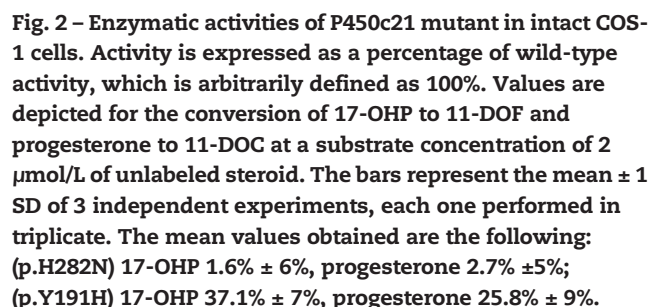 Fig. 2 – Enzymatic activities of P450c21 mutant in intact COS-
1 cells. Activity is expressed as a percentage of wild-type
activity, which is arbitrarily defined as 100%. Values are
depicted for the conversion of 17-OHP to 11-DOF and
progesterone to 11-DOC at a substrate concentration of 2
μmol/L of unlabeled steroid. The bars represent the mean ± 1
SD of 3 independent experiments, each one performed in
triplicate. The mean values obtained are the following:
(p.H282N) 17-OHP 1.6% ± 6%, progesterone 2.7% ±5%;
(p.Y191H) 17-OHP 37.1% ± 7%, progesterone 25.8% ± 9%.